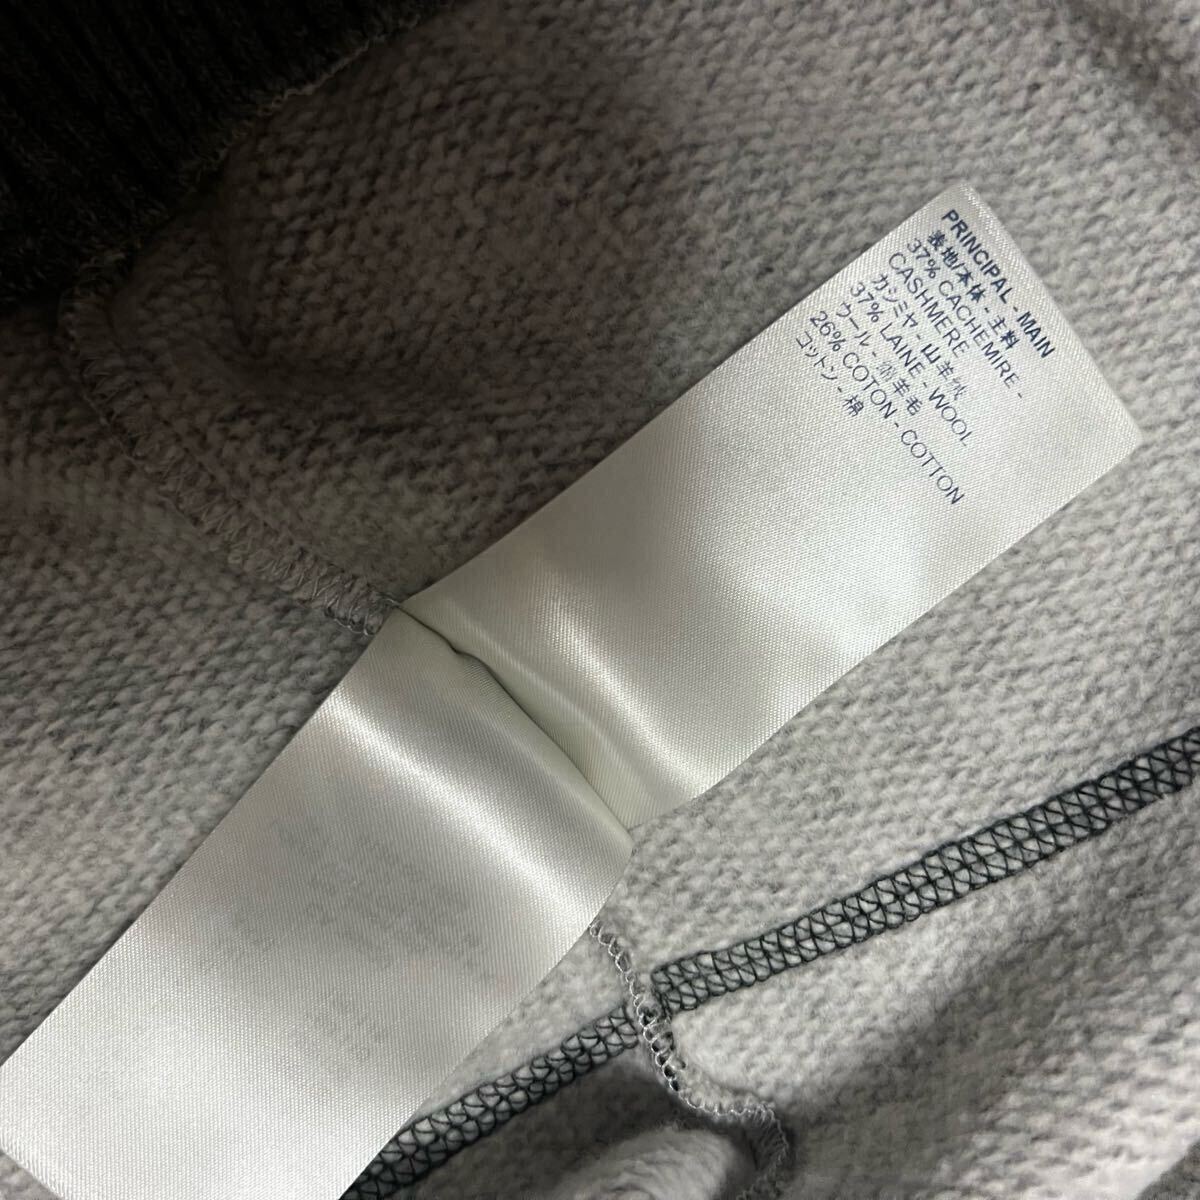 PRINCIPAL - MAIN
表地/本体 - 主料
37% CACHEMIRE -
CASHMERE
カシミヤ - 山羊绒
37% LAINE - WOOL
ウール - 绵羊毛
26% COTON - COTTON
コットン - 棉